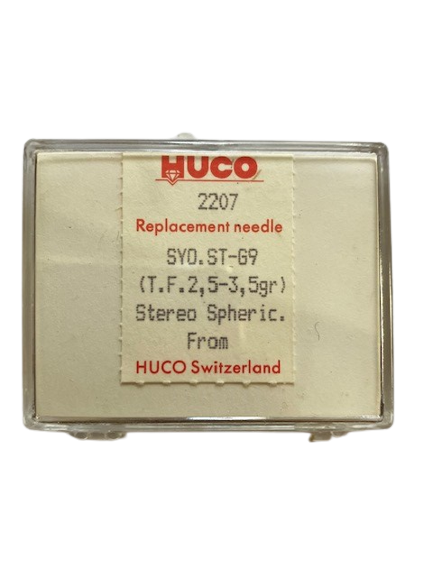 HUCO
2207
Replacement needle
SYO.ST-G9
(T.F.2,5-3,5gr)
Stereo Spheric.
From
HUCO Switzerland